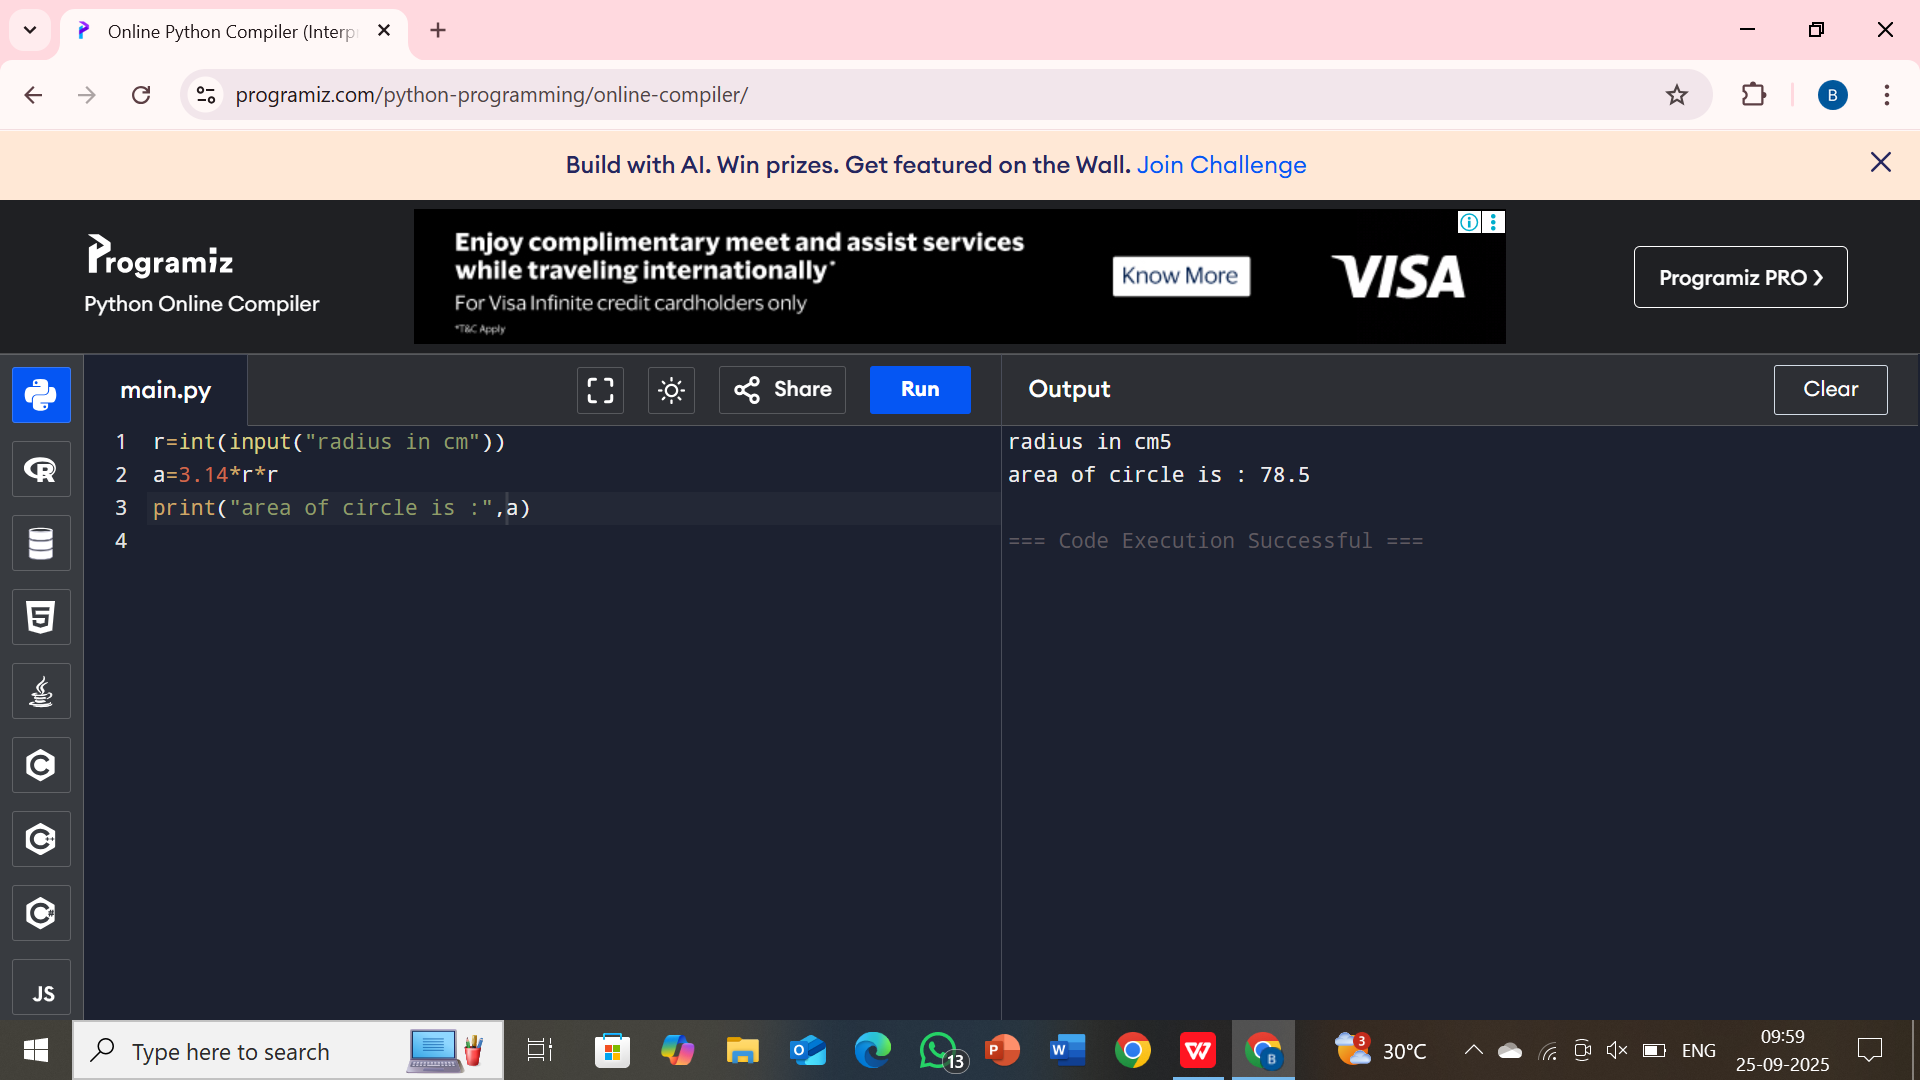 Online Python Compiler (Interp
programiz.com/python-programming/online-compiler/
B
Build with AI. Win prizes. Get featured on the Wall. Join Challenge
Programiz
Python Online Compiler
Enjoy complimentary meet and assist services
while traveling internationally*
For Visa Infinite credit cardholders only
*T&C Apply
Know More
VISA
Programiz PRO ❯
main.py
Share
Run
Output
Clear
1 r=int(input("radius in cm"))
2 a=3.14*r*r
3 print("area of circle is :",a)
4
radius in cm5
area of circle is : 78.5
=== Code Execution Successful ===
R
5
C
C++
C#
JS
Type here to search
13
P
W
W
B
3
30°C
ENG
09:59
25-09-2025